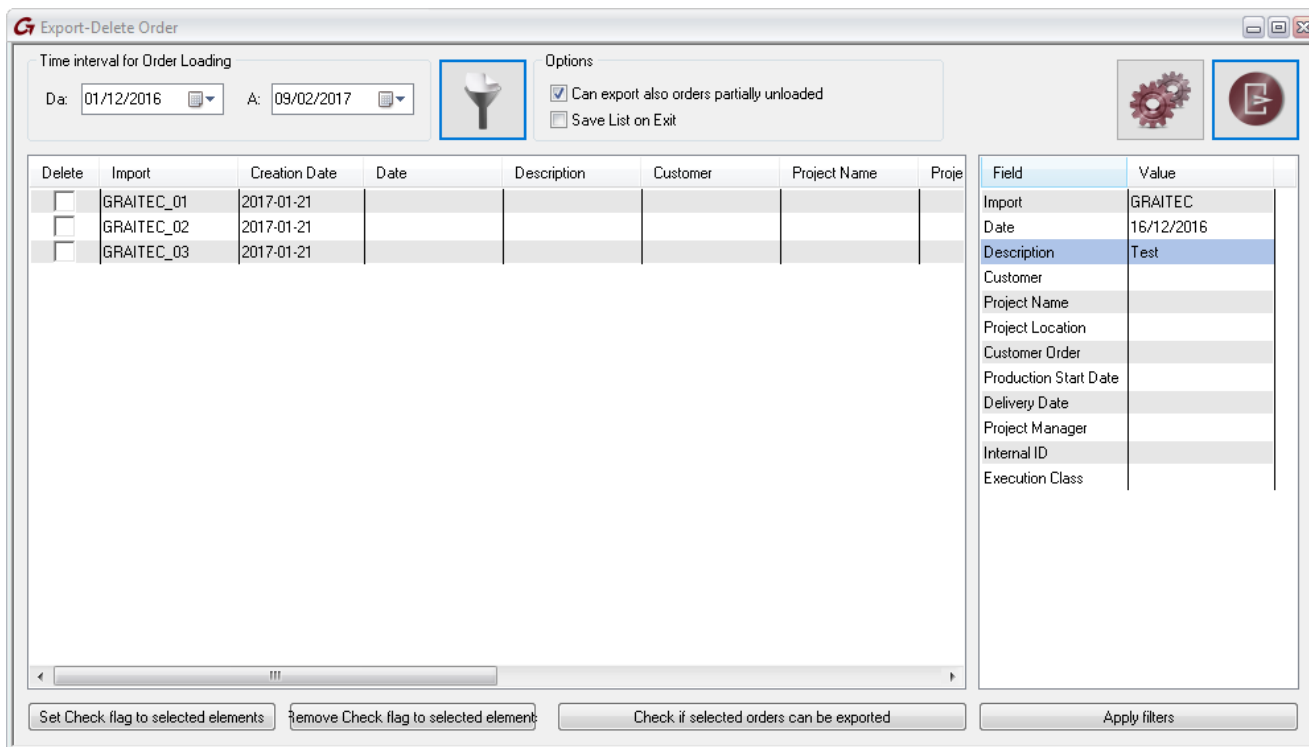 Export-Delete Order
Time interval for Order Loading
Da: 01/12/2016 A: 09/02/2017
Options
Can export also orders partially unloaded
Save List on Exit
Delete Import Creation Date Date Description Customer Project Name Proje
GRAITEC_01 2017-01-21
GRAITEC_02 2017-01-21
GRAITEC_03 2017-01-21
Field Value
Import GRAITEC
Date 16/12/2016
Description Test
Customer
Project Name
Project Location
Customer Order
Production Start Date
Delivery Date
Project Manager
Internal ID
Execution Class
Set Check flag to selected elements Remove Check flag to selected element Check if selected orders can be exported Apply filters